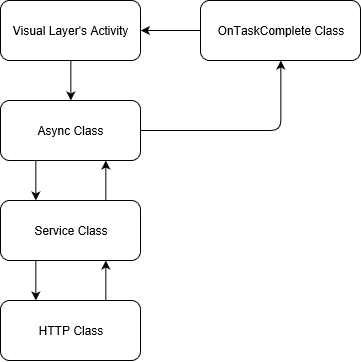 Visual Layer's Activity
OnTaskComplete Class
Async Class
Service Class
HTTP Class